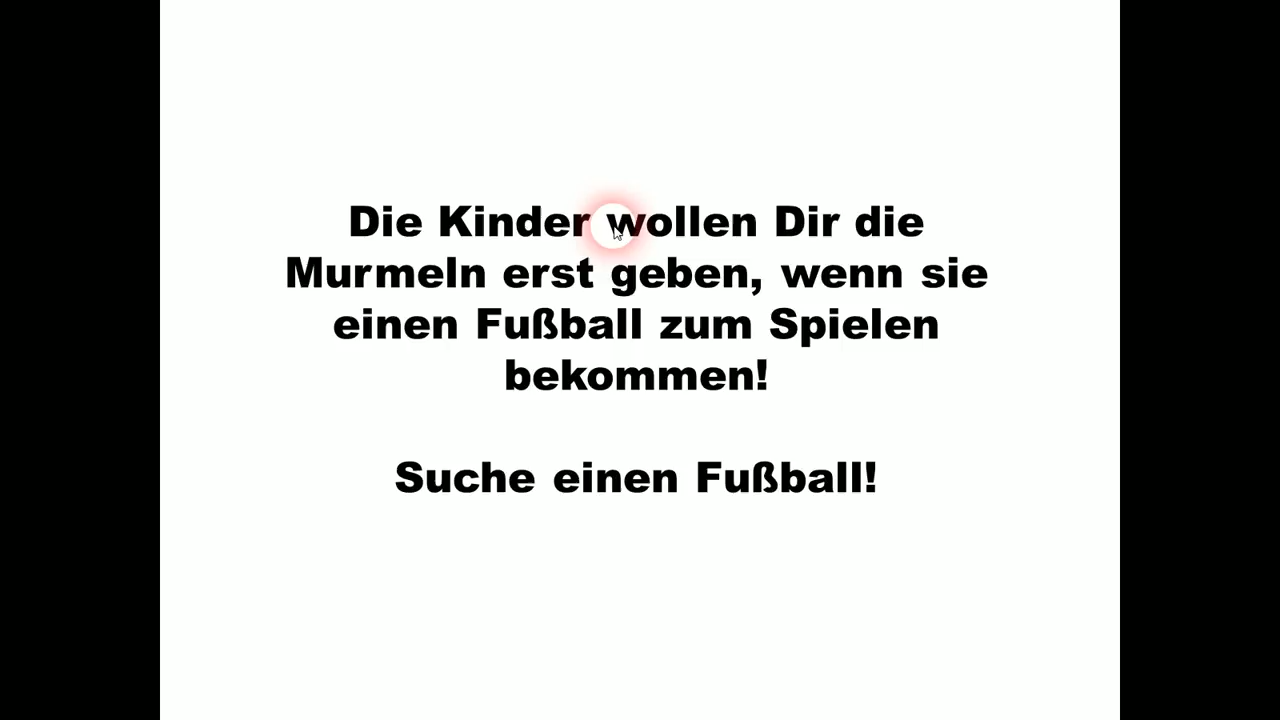 Die Kinder wollen Dir die
Murmeln erst geben, wenn sie
einen Fußball zum Spielen
bekommen!
Suche einen Fußball!